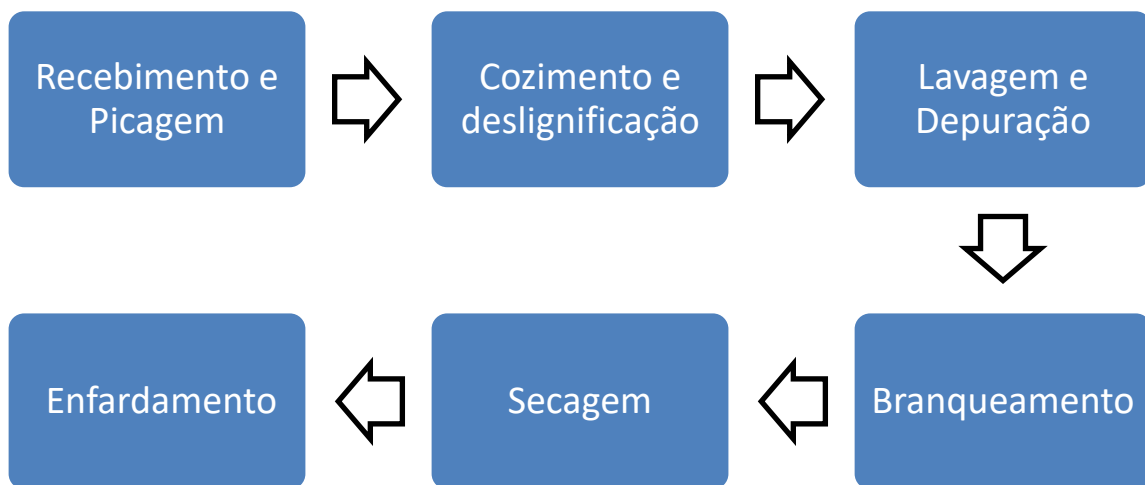 Recebimento e
Picagem
Cozimento e
deslignificação
Lavagem e
Depuração
Branqueamento
Secagem
Enfardamento